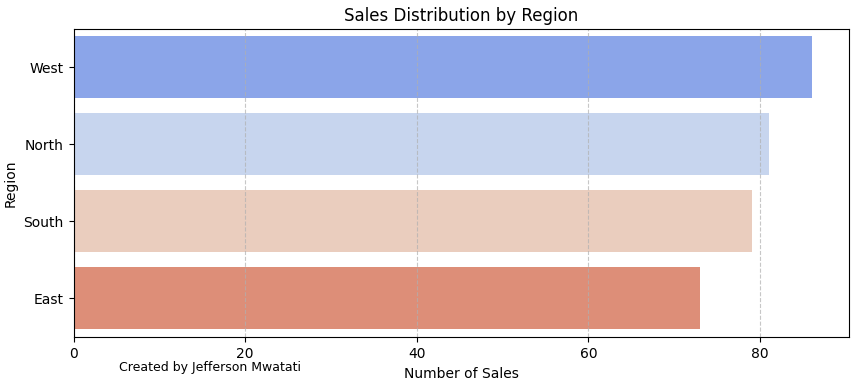 Sales Distribution by Region
Region
West
North
South
East
0 20 40 60 80
Number of Sales
Created by Jefferson Mwatati